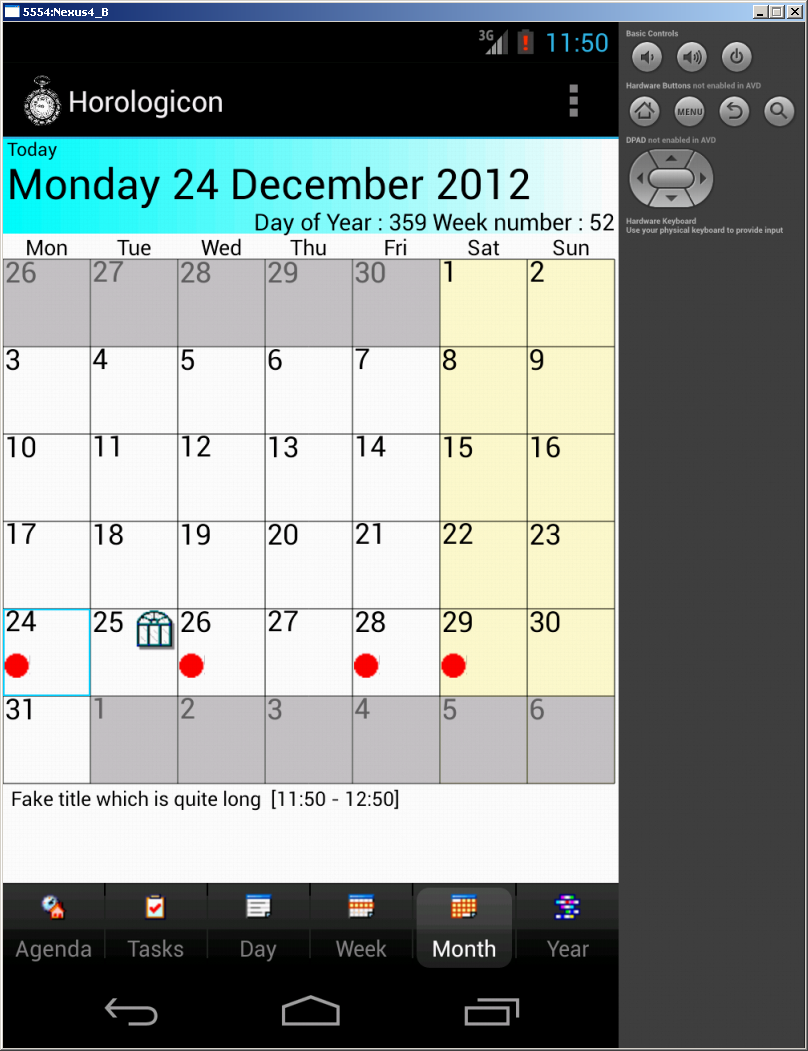 5554:Nexus4_B
3G 11:50
Horologicon
Today
Monday 24 December 2012
Day of Year : 359 Week number : 52
Mon Tue Wed Thu Fri Sat Sun
26 27 28 29 30 1 2
3 4 5 6 7 8 9
10 11 12 13 14 15 16
17 18 19 20 21 22 23
24 25 26 27 28 29 30
31 1 2 3 4 5 6
Fake title which is quite long [11:50 - 12:50]
Agenda Tasks Day Week Month Year
Basic Controls
Hardware Buttons not enabled in AVD
MENU
DPAD not enabled in AVD
Hardware Keyboard
Use your physical keyboard to provide input